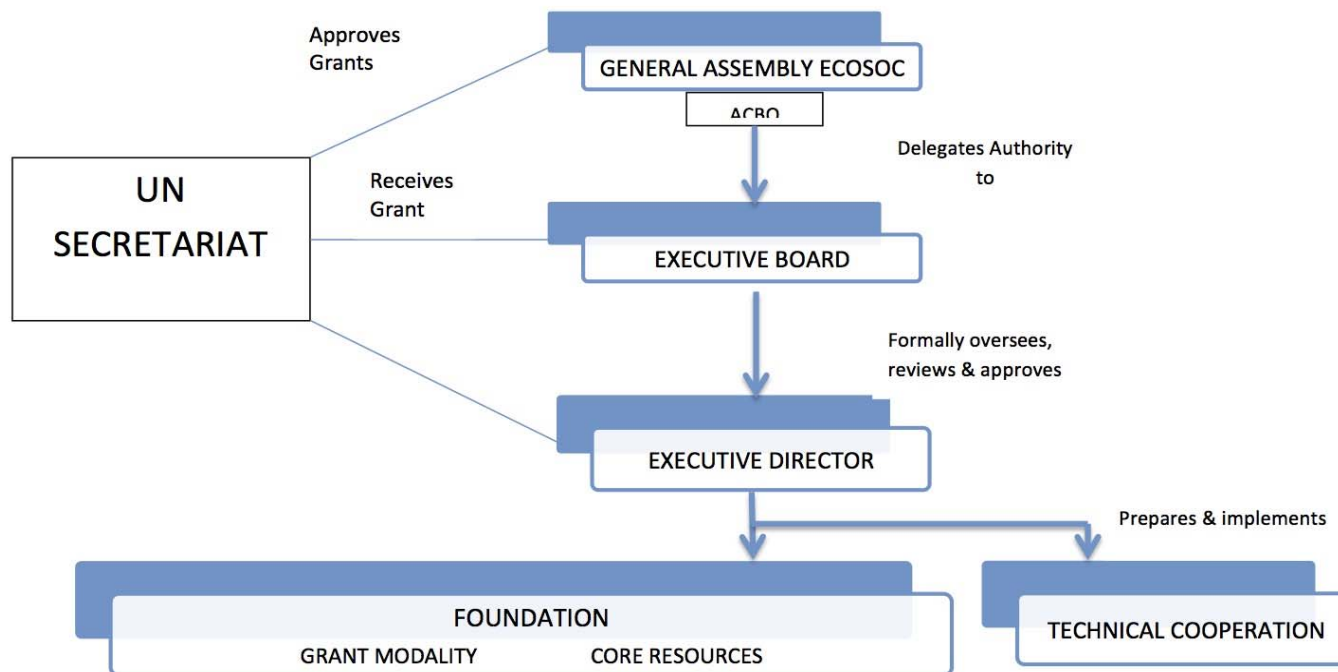 Approves
Grants
GENERAL ASSEMBLY ECOSOC
ACBO
Delegates Authority
to
UN
SECRETARIAT
Receives
Grant
EXECUTIVE BOARD
Formally oversees,
reviews & approves
EXECUTIVE DIRECTOR
Prepares & implements
FOUNDATION
GRANT MODALITY CORE RESOURCES
TECHNICAL COOPERATION